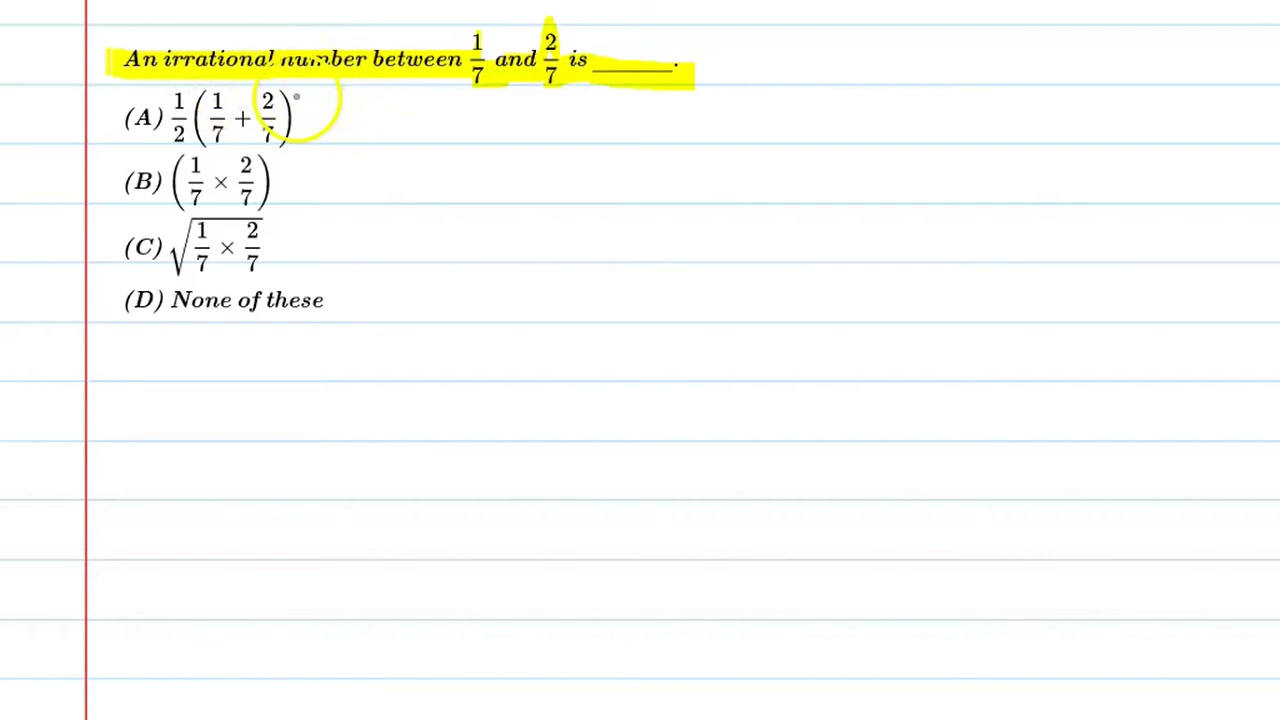 An irrational number between 1/7 and 2/7 is ______.
(A) 1/2 (1/7 + 2/7)
(B) (1/7 × 2/7)
(C) √(1/7 × 2/7)
(D) None of these